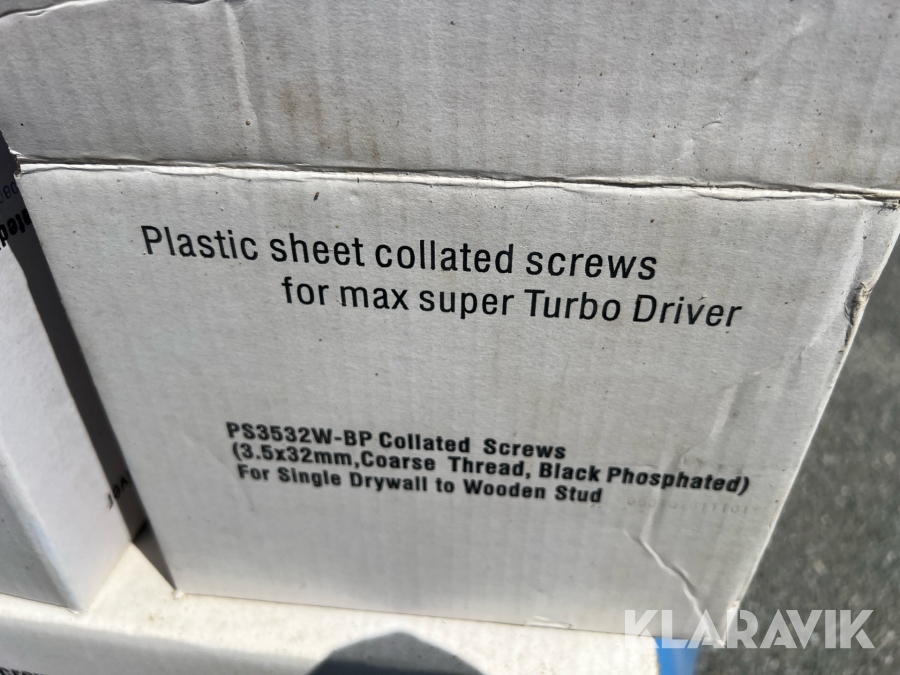 Plastic sheet collated screws
for max super Turbo Driver
PS3532W-BP Collated Screws
(3.5x32mm,Coarse Thread, Black Phosphated)
For Single Drywall to Wooden Stud
KLARAVIK